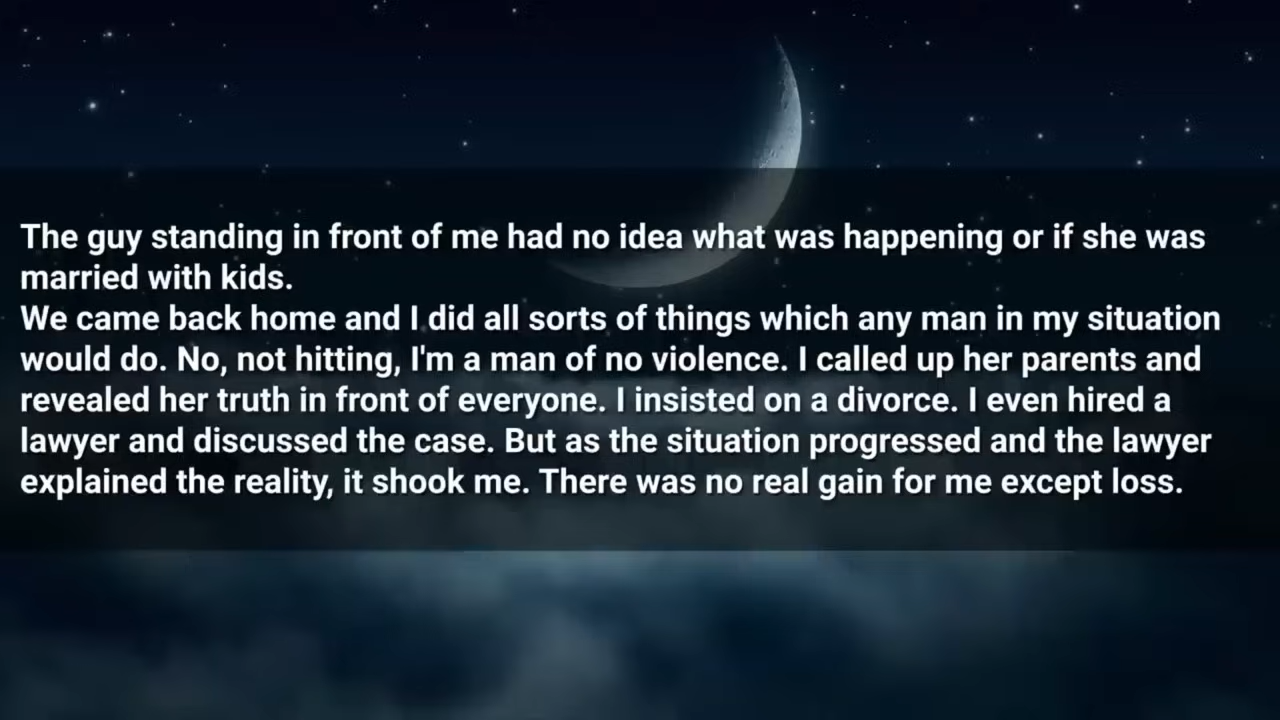 The guy standing in front of me had no idea what was happening or if she was
married with kids.
We came back home and I did all sorts of things which any man in my situation
would do. No, not hitting, I'm a man of no violence. I called up her parents and
revealed her truth in front of everyone. I insisted on a divorce. I even hired a
lawyer and discussed the case. But as the situation progressed and the lawyer
explained the reality, it shook me. There was no real gain for me except loss.